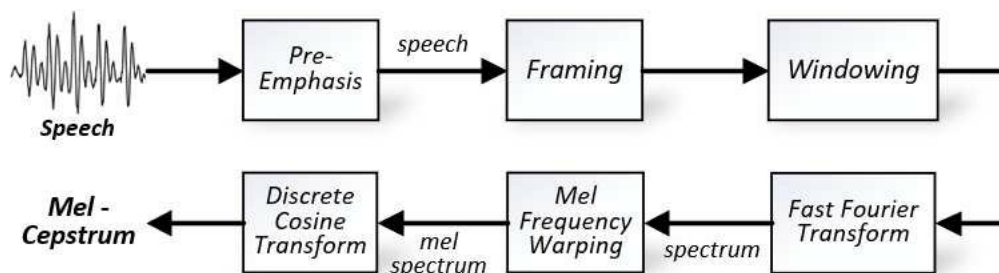 Pre-
Emphasis
speech
Framing
Windowing
Speech
Mel -
Cepstrum
Discrete
Cosine
Transform
mel
spectrum
Mel
Frequency
Warping
spectrum
Fast Fourier
Transform